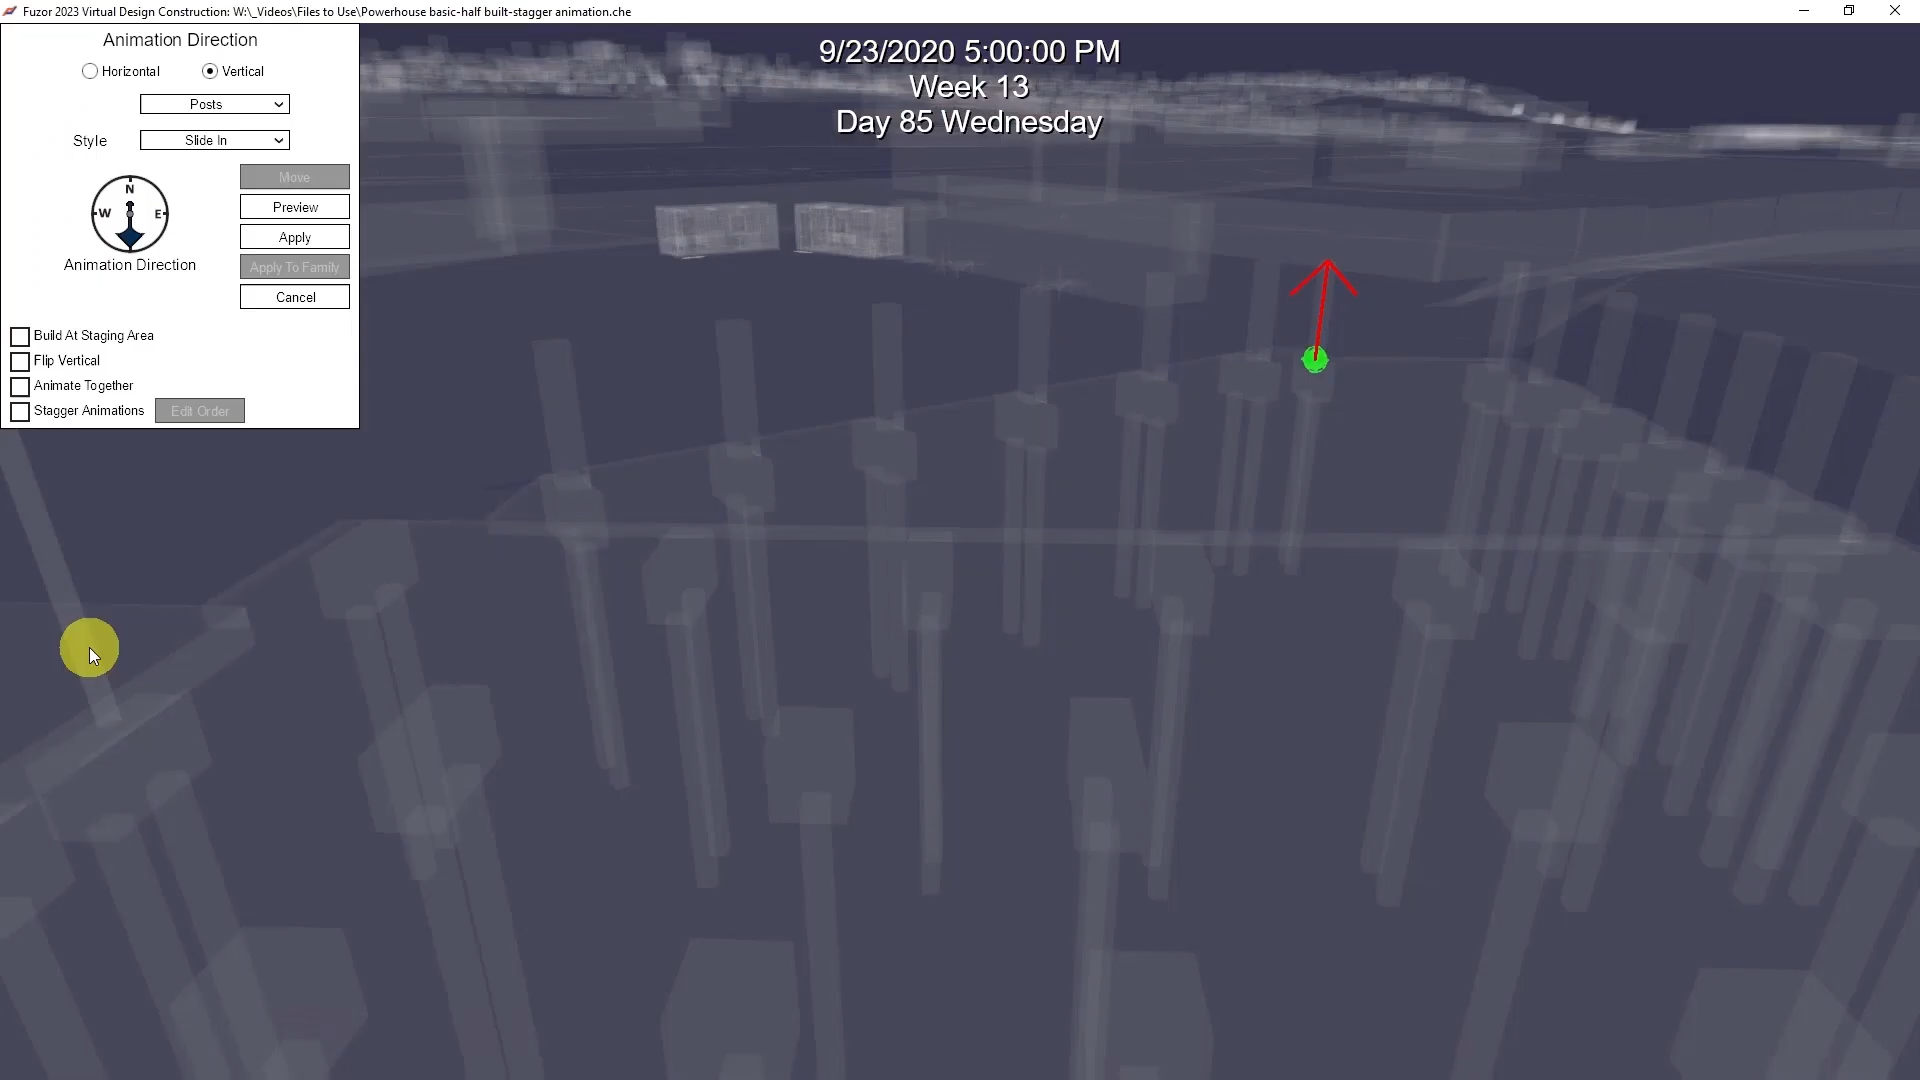 Fuzor 2023 Virtual Design Construction: W:\_Videos\Files to Use\Powerhouse basic-half built-stagger animation.che
Animation Direction
Horizontal
Vertical
Posts
Style
Slide In
N
W
E
Animation Direction
Move
Preview
Apply
Apply To Family
Cancel
Build At Staging Area
Flip Vertical
Animate Together
Stagger Animations
Edit Order
9/23/2020 5:00:00 PM
Week 13
Day 85 Wednesday